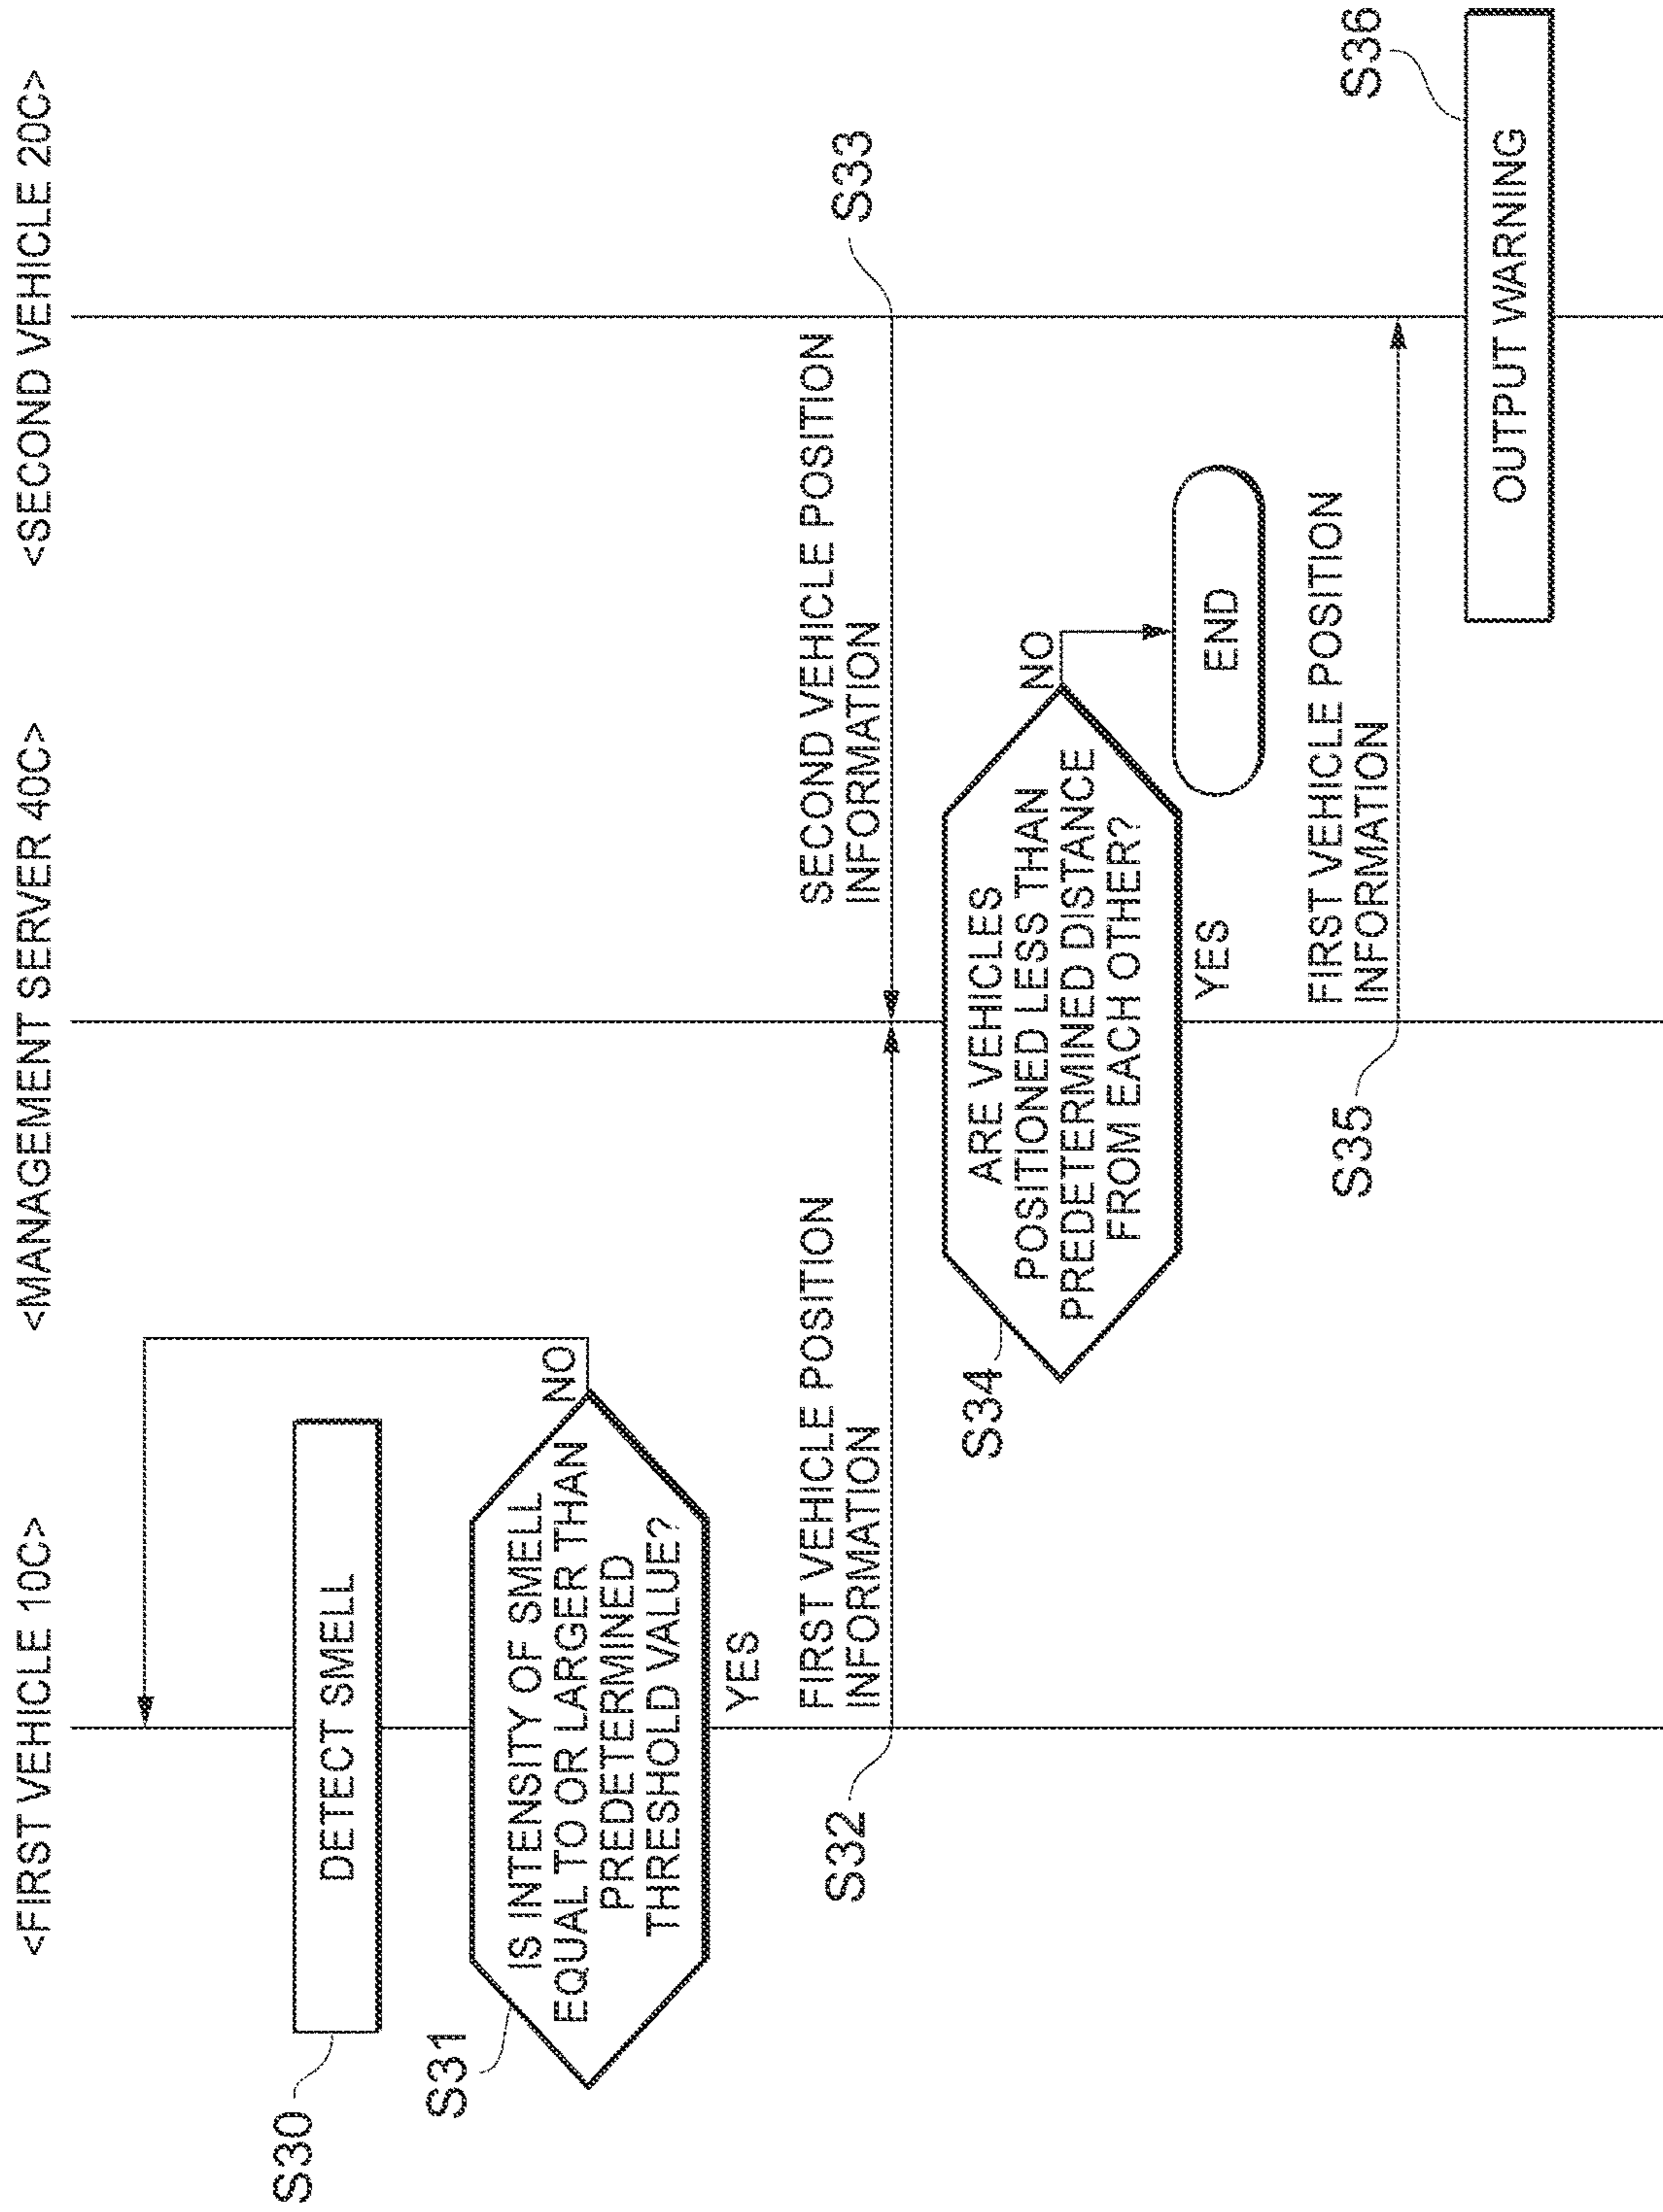 <FIRST VEHICLE 10C>
<MANAGEMENT SERVER 40C>
<SECOND VEHICLE 20C>
S30
DETECT SMELL
S31
IS INTENSITY OF SMELL
EQUAL TO OR LARGER THAN
PREDETERMINED
THRESHOLD VALUE?
NO
YES
S32
FIRST VEHICLE POSITION
INFORMATION
SECOND VEHICLE POSITION
INFORMATION
S33
S34
ARE VEHICLES
POSITIONED LESS THAN
PREDETERMINED DISTANCE
FROM EACH OTHER?
NO
END
YES
S35
FIRST VEHICLE POSITION
INFORMATION
S36
OUTPUT WARNING